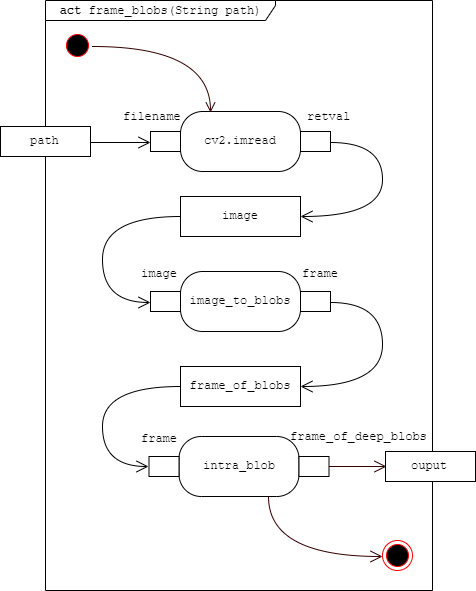 act frame_blobs(String path)
filename
retval
path
cv2.imread
image
image
frame
image_to_blobs
frame_of_blobs
frame
frame_of_deep_blobs
intra_blob
ouput